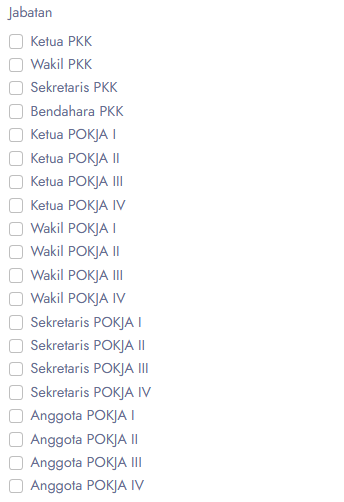 Jabatan
Ketua PKK
Wakil PKK
Sekretaris PKK
Bendahara PKK
Ketua POKJA I
Ketua POKJA II
Ketua POKJA III
Ketua POKJA IV
Wakil POKJA I
Wakil POKJA II
Wakil POKJA III
Wakil POKJA IV
Sekretaris POKJA I
Sekretaris POKJA II
Sekretaris POKJA III
Sekretaris POKJA IV
Anggota POKJA I
Anggota POKJA II
Anggota POKJA III
Anggota POKJA IV